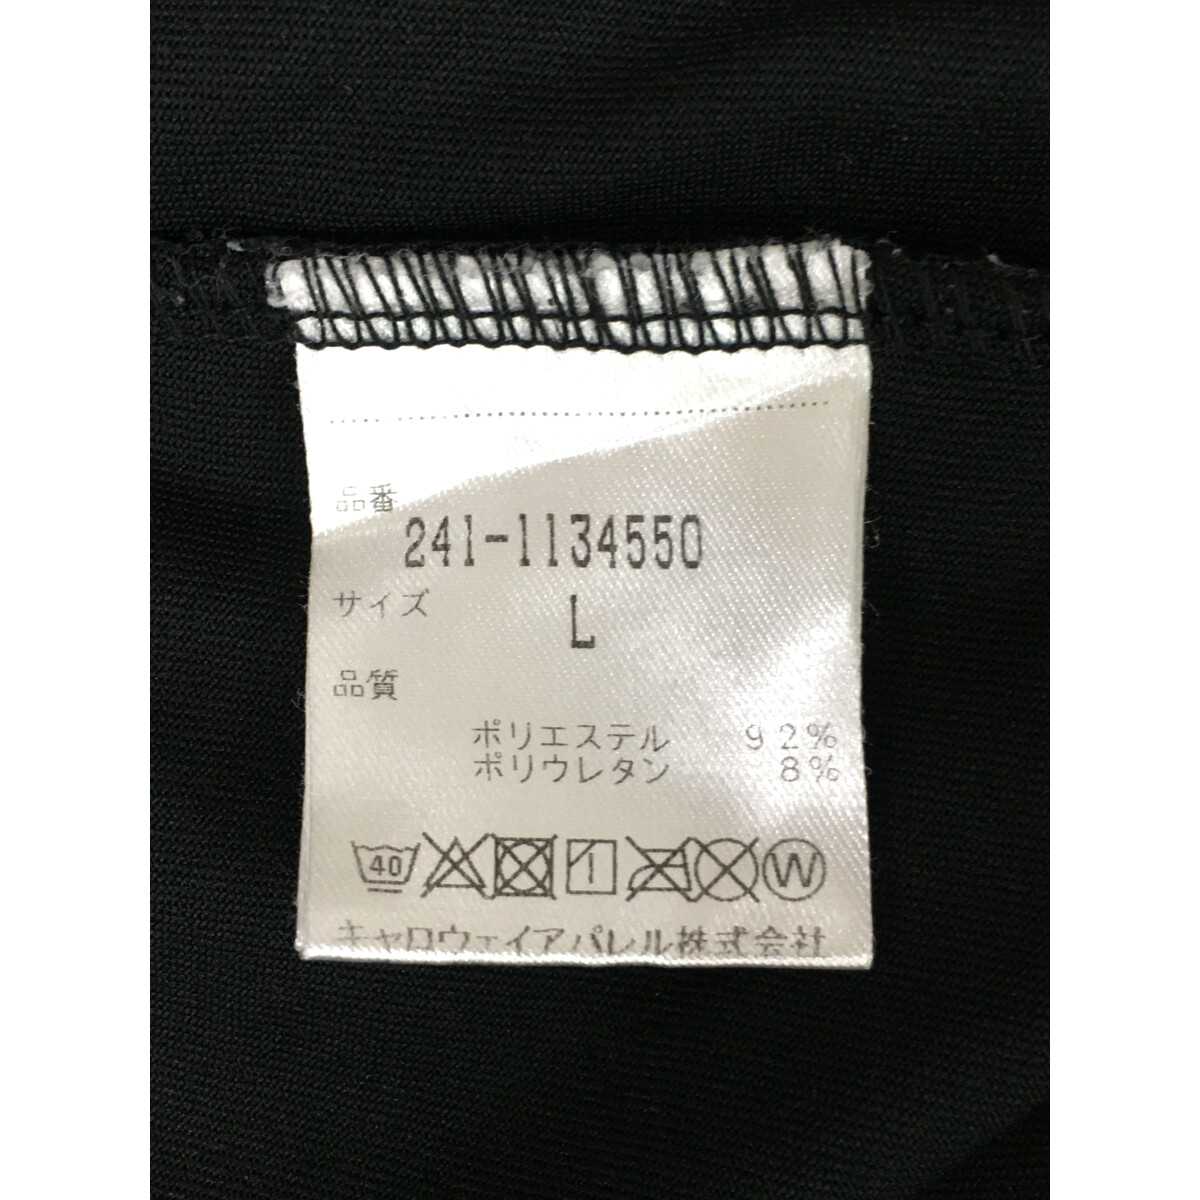 品番
241-1134550
サイズ
L
品質
ポリエステル 92%
ポリウレタン 8%
40 W
キャロウェイアパレル株式会社